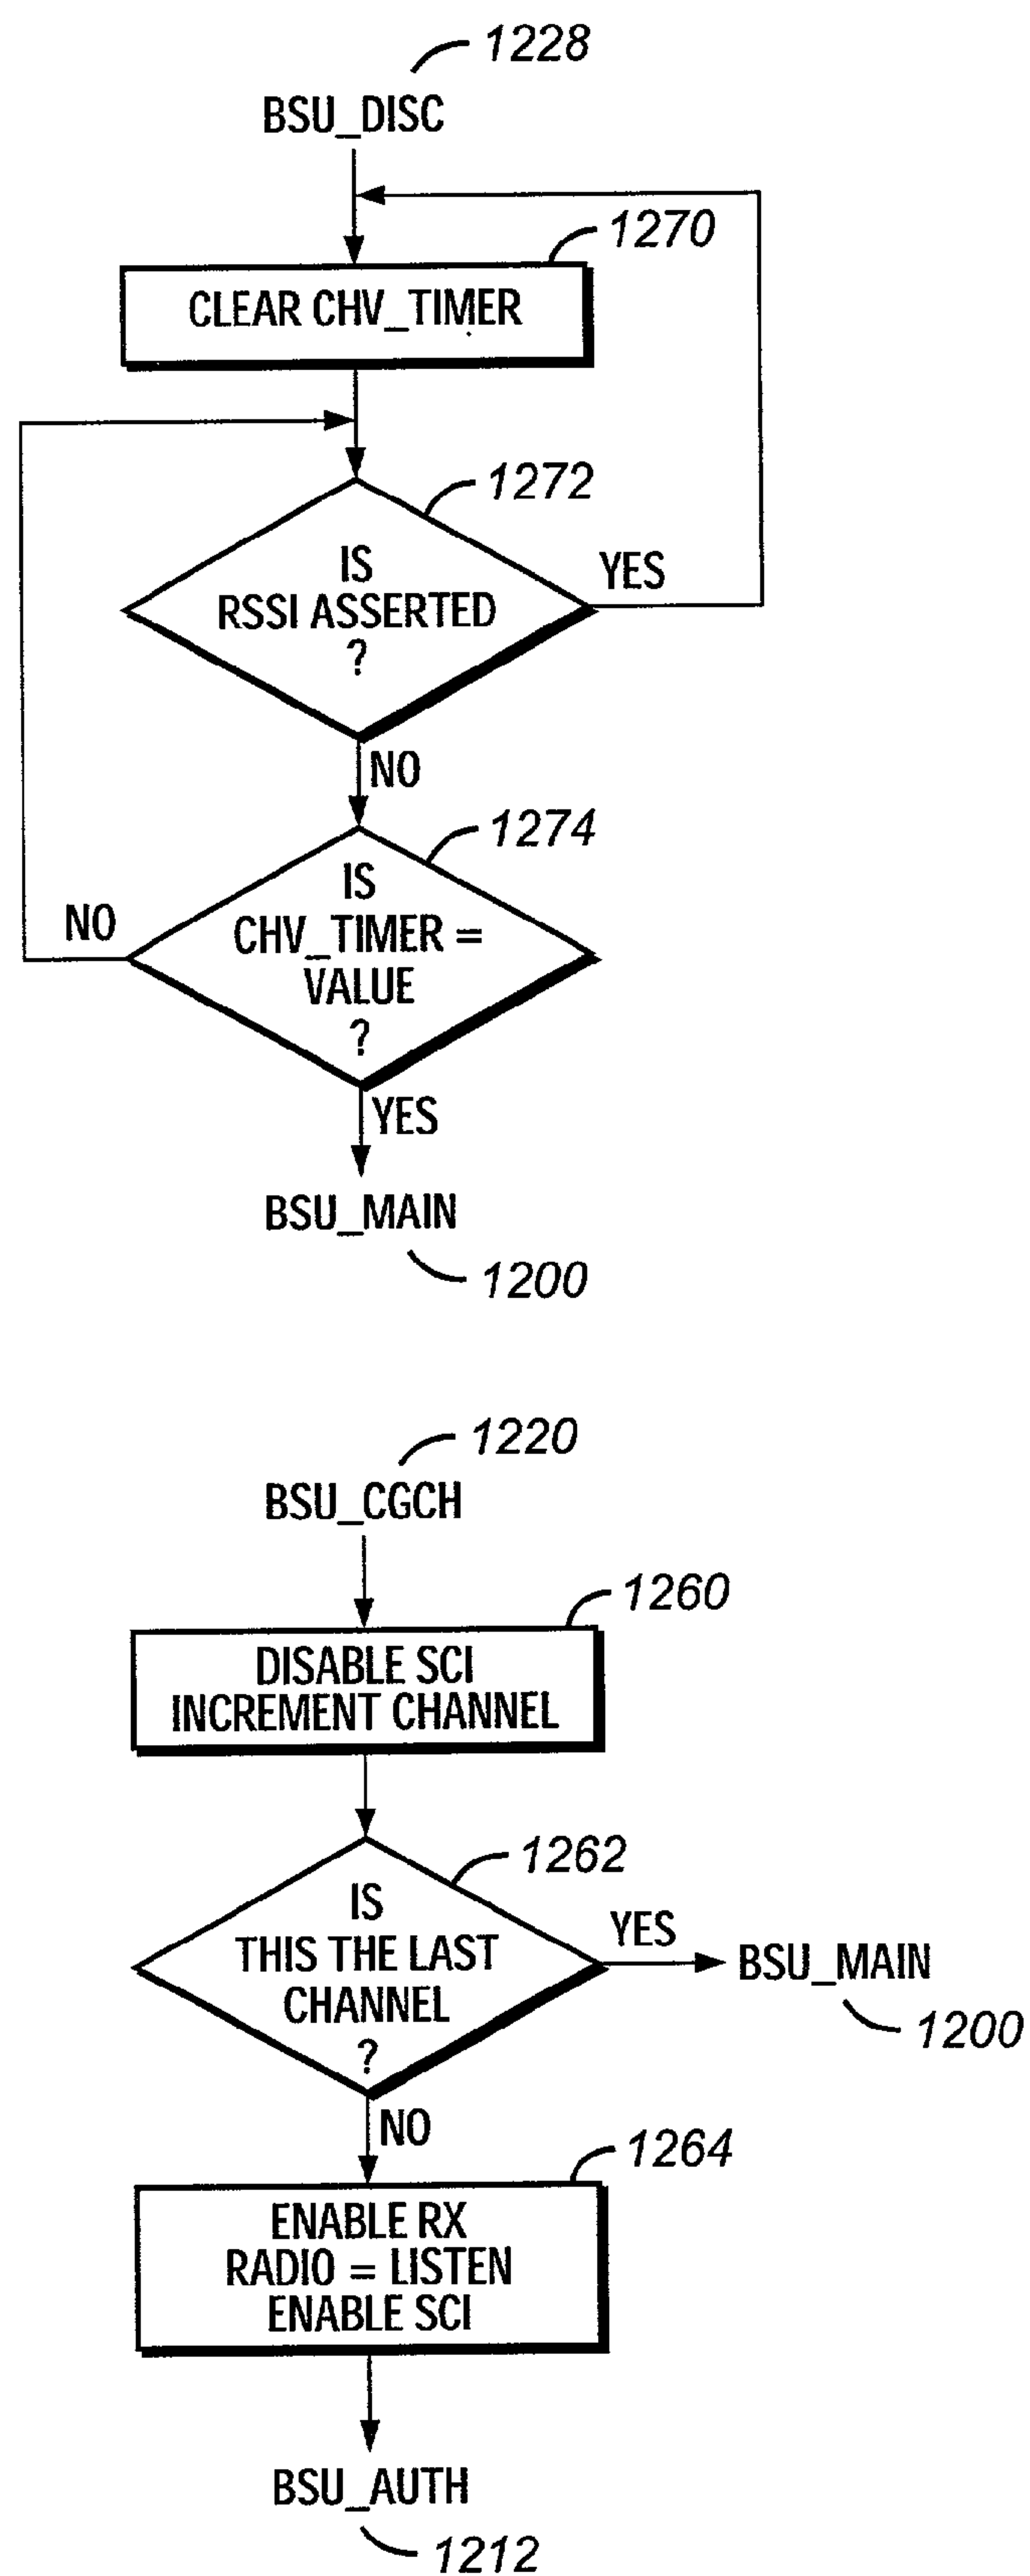 1228
BSU_DISC
1270
CLEAR CHV_TIMER
1272
IS
RSSI ASSERTED
?
YES
NO
1274
IS
CHV_TIMER =
VALUE
?
NO
YES
BSU_MAIN
1200
1220
BSU_CGCH
1260
DISABLE SCI
INCREMENT CHANNEL
1262
IS
THIS THE LAST
CHANNEL
?
YES
BSU_MAIN
1200
NO
1264
ENABLE RX
RADIO = LISTEN
ENABLE SCI
BSU_AUTH
1212